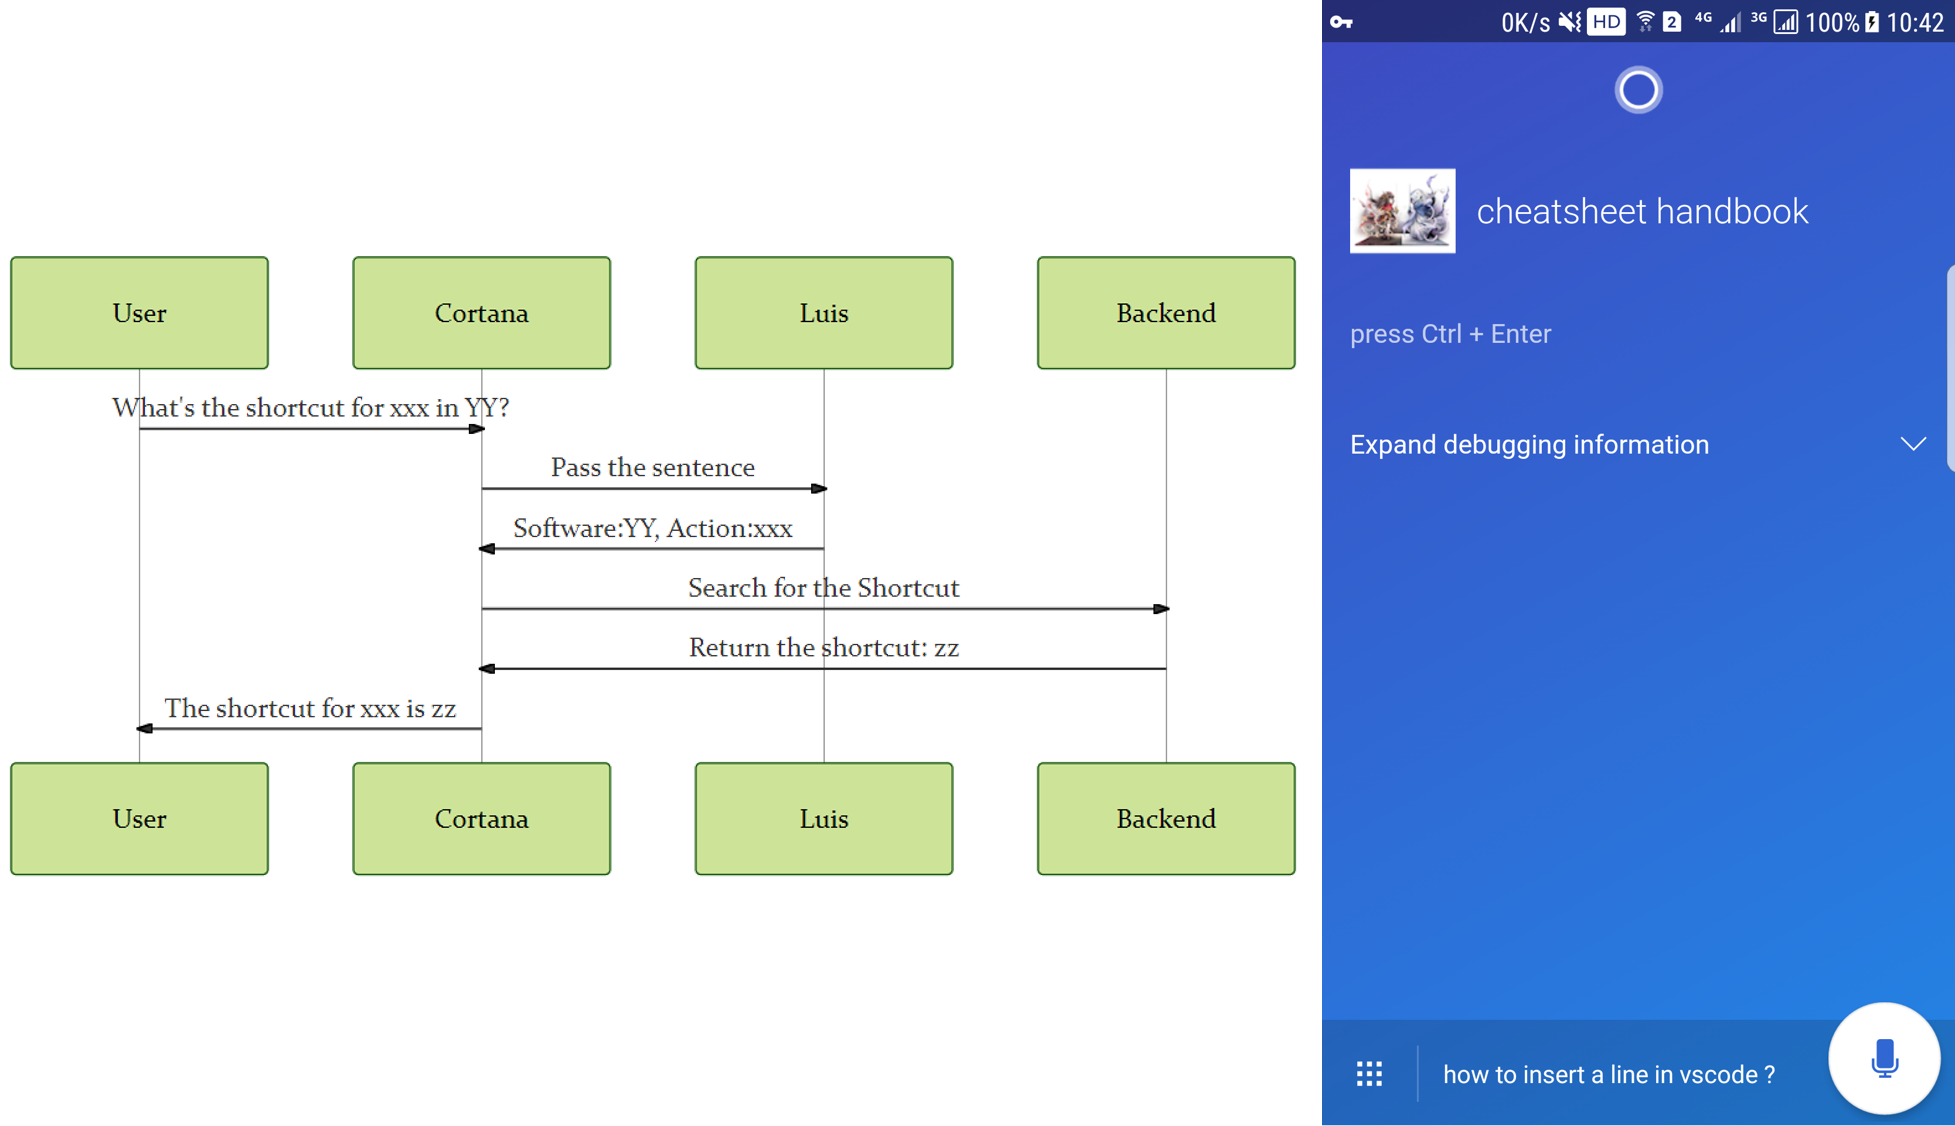 User
Cortana
Luis
Backend
What's the shortcut for xxx in YY?
Pass the sentence
Software:YY, Action:xxx
Search for the Shortcut
Return the shortcut: zz
The shortcut for xxx is zz
User
Cortana
Luis
Backend
0K/s HD 2 4G 3G 100% 10:42
cheatsheet handbook
press Ctrl + Enter
Expand debugging information
how to insert a line in vscode ?